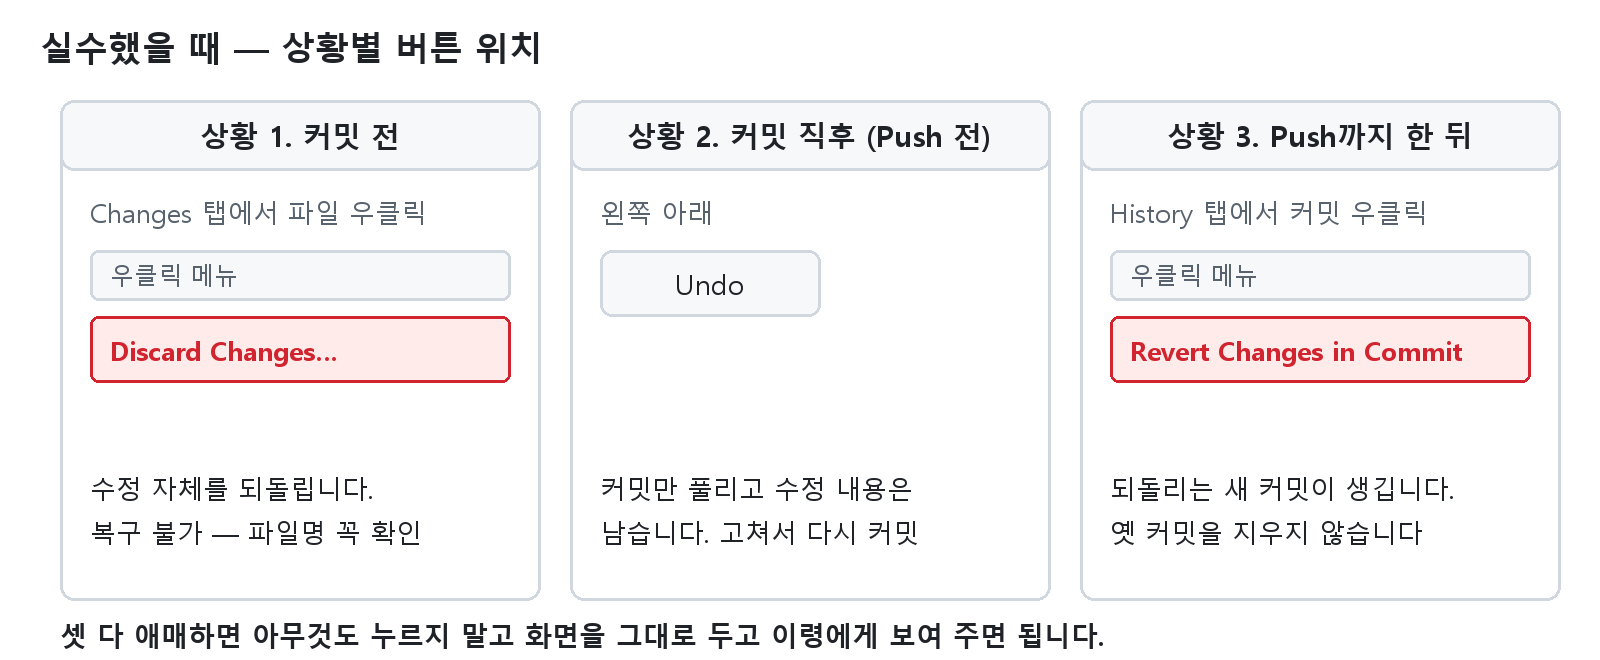 실수했을 때 — 상황별 버튼 위치
상황 1. 커밋 전
Changes 탭에서 파일 우클릭
우클릭 메뉴
Discard Changes...
수정 자체를 되돌립니다.
복구 불가 — 파일명 꼭 확인
상황 2. 커밋 직후 (Push 전)
왼쪽 아래
Undo
커밋만 풀리고 수정 내용은
남습니다. 고쳐서 다시 커밋
상황 3. Push까지 한 뒤
History 탭에서 커밋 우클릭
우클릭 메뉴
Revert Changes in Commit
되돌리는 새 커밋이 생깁니다.
옛 커밋을 지우지 않습니다
셋 다 애매하면 아무것도 누르지 말고 화면을 그대로 두고 이령에게 보여 주면 됩니다.